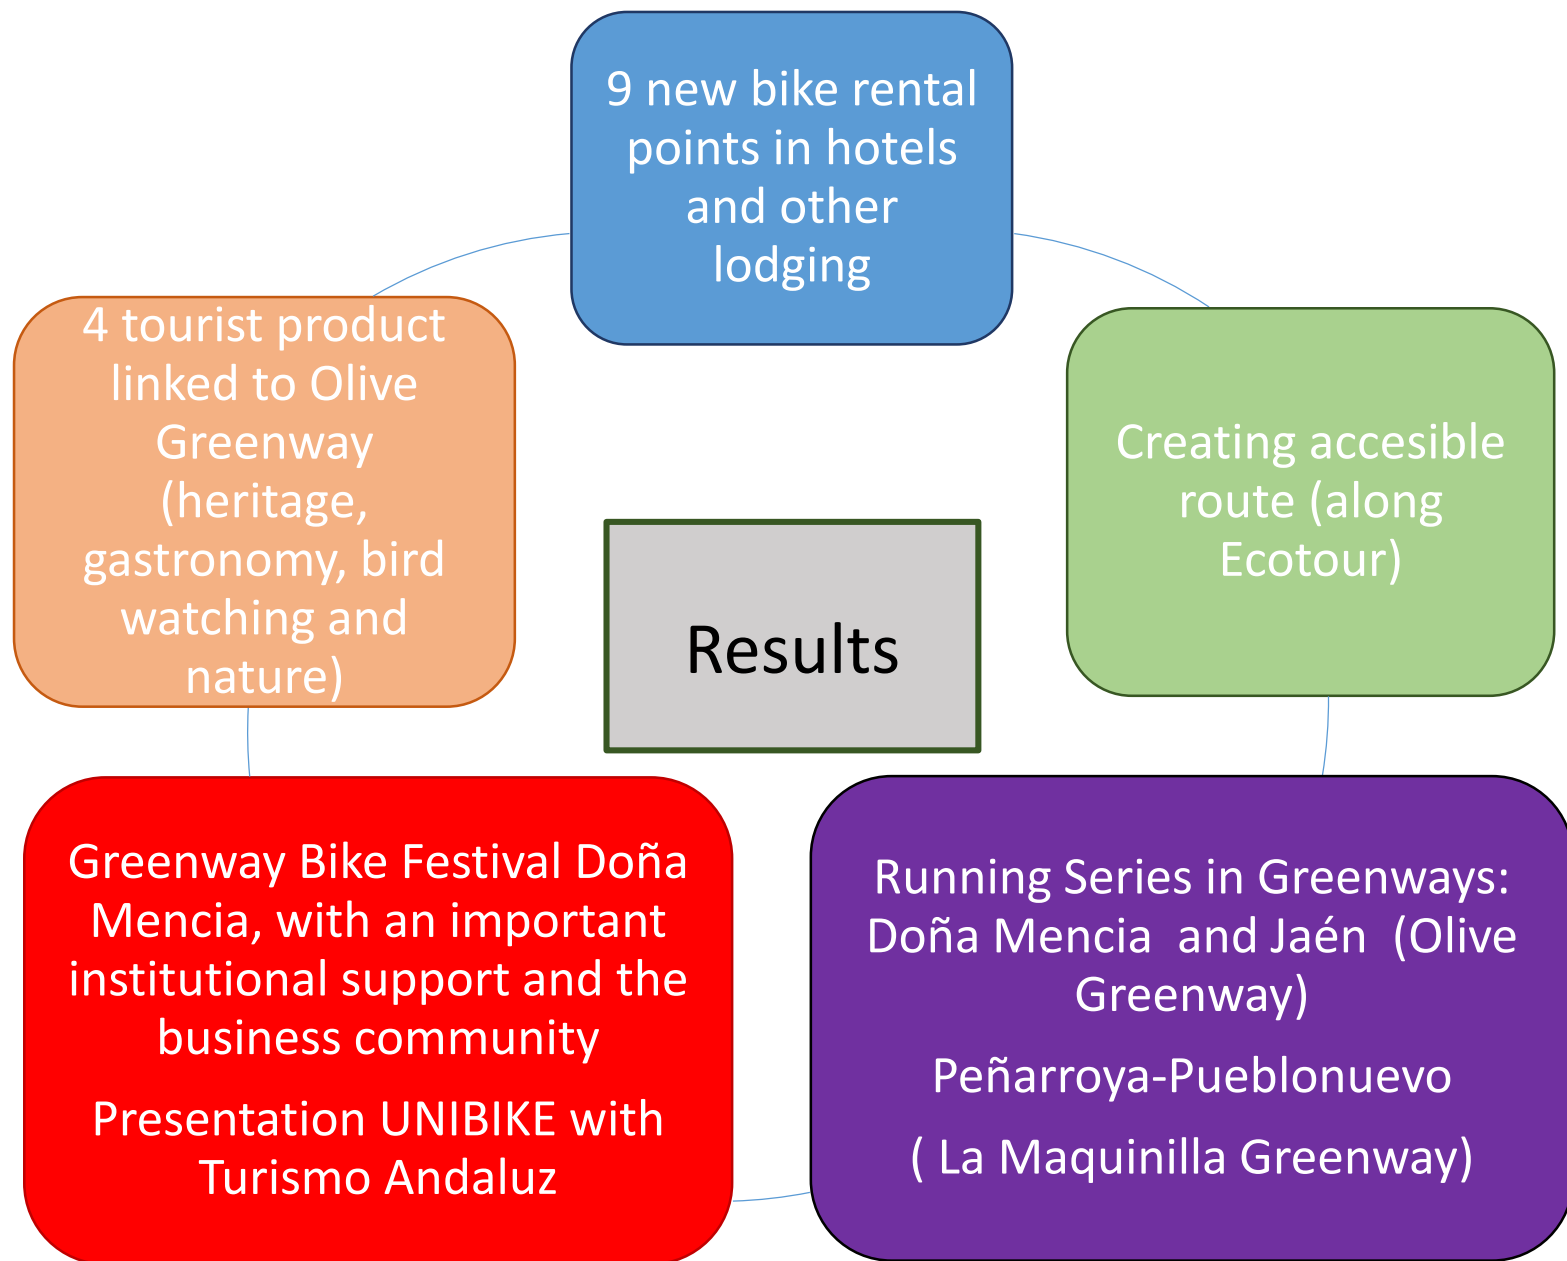 9 new bike rental
points in hotels
and other
lodging
4 tourist product
linked to Olive
Greenway
(heritage,
gastronomy, bird
watching and
nature)
Creating accesible
route (along
Ecotour)
Results
Greenway Bike Festival Doña
Mencia, with an important
institutional support and the
business community
Presentation UNIBIKE with
Turismo Andaluz
Running Series in Greenways:
Doña Mencia  and Jaén  (Olive
Greenway)
Peñarroya-Pueblonuevo
( La Maquinilla Greenway)